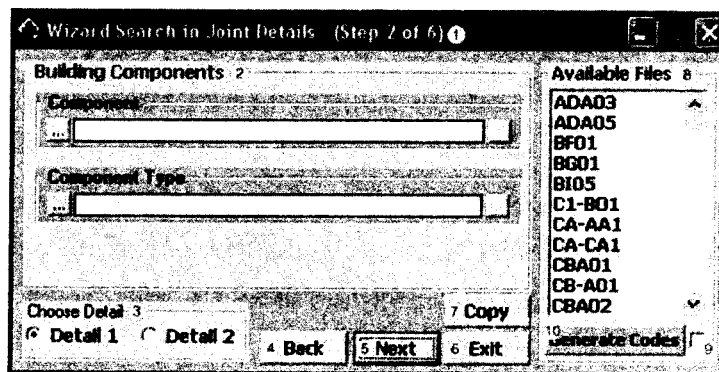 Wizard Search in Joint Details (Step 2 of 6) 1
Building Components 2
Component
...
Component Type
...
Choose Detail 3
Detail 1 Detail 2
4 Back
5 Next
6 Exit
7 Copy
Available Files 8
ADA03
ADA05
BF01
BG01
BI05
C1-B01
CA-AA1
CA-CA1
CBA01
CB-A01
CBA02
10 Generate Codes 9